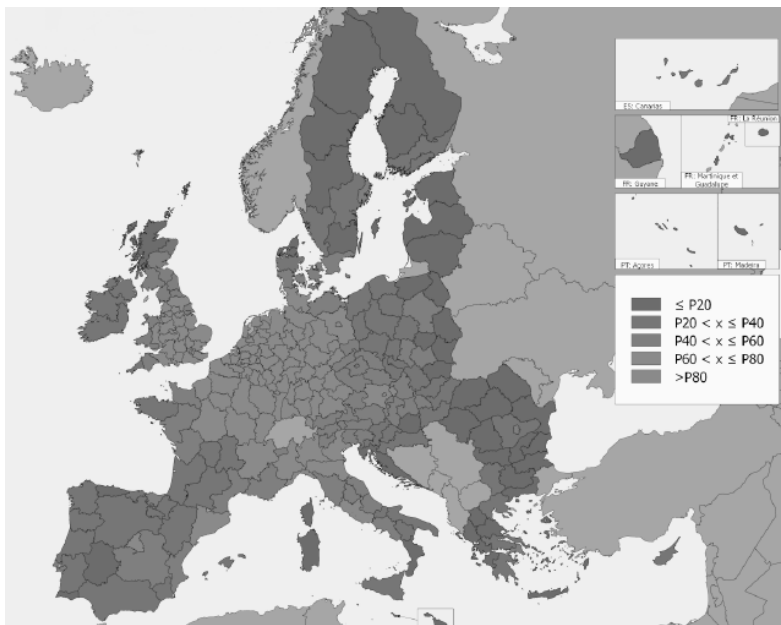 ES: Canarias
FR: La Réunion
FR: Guyane
FR: Martinique et
Guadalupe
PT: Açores
PT: Madeira
≤ P20
P20 < x ≤ P40
P40 < x ≤ P60
P60 < x ≤ P80
>P80